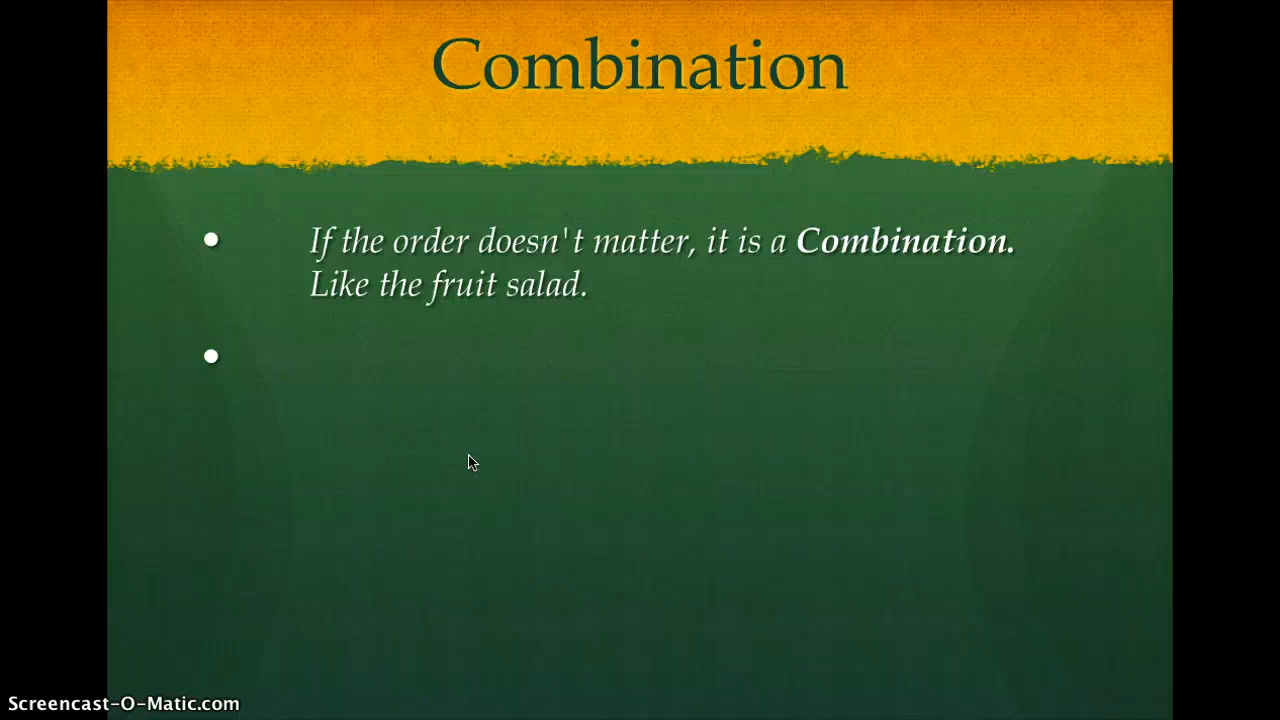 Combination
• If the order doesn't matter, it is a Combination.
Like the fruit salad.
•
Screencast-O-Matic.com